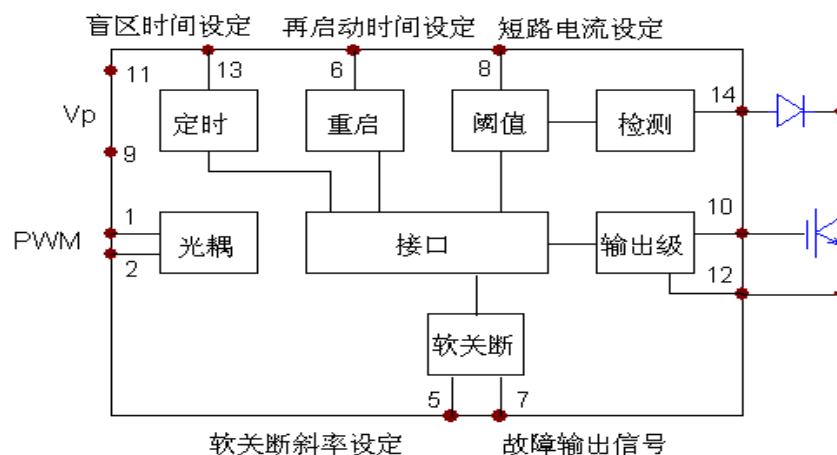 盲区时间设定 再启动时间设定 短路电流设定
11 13 6 8 14
Vp
定时 重启 阈值 检测
9
1 10
PWM 光耦 接口 输出级
2 12
软关断
5 7
软关断斜率设定 故障输出信号